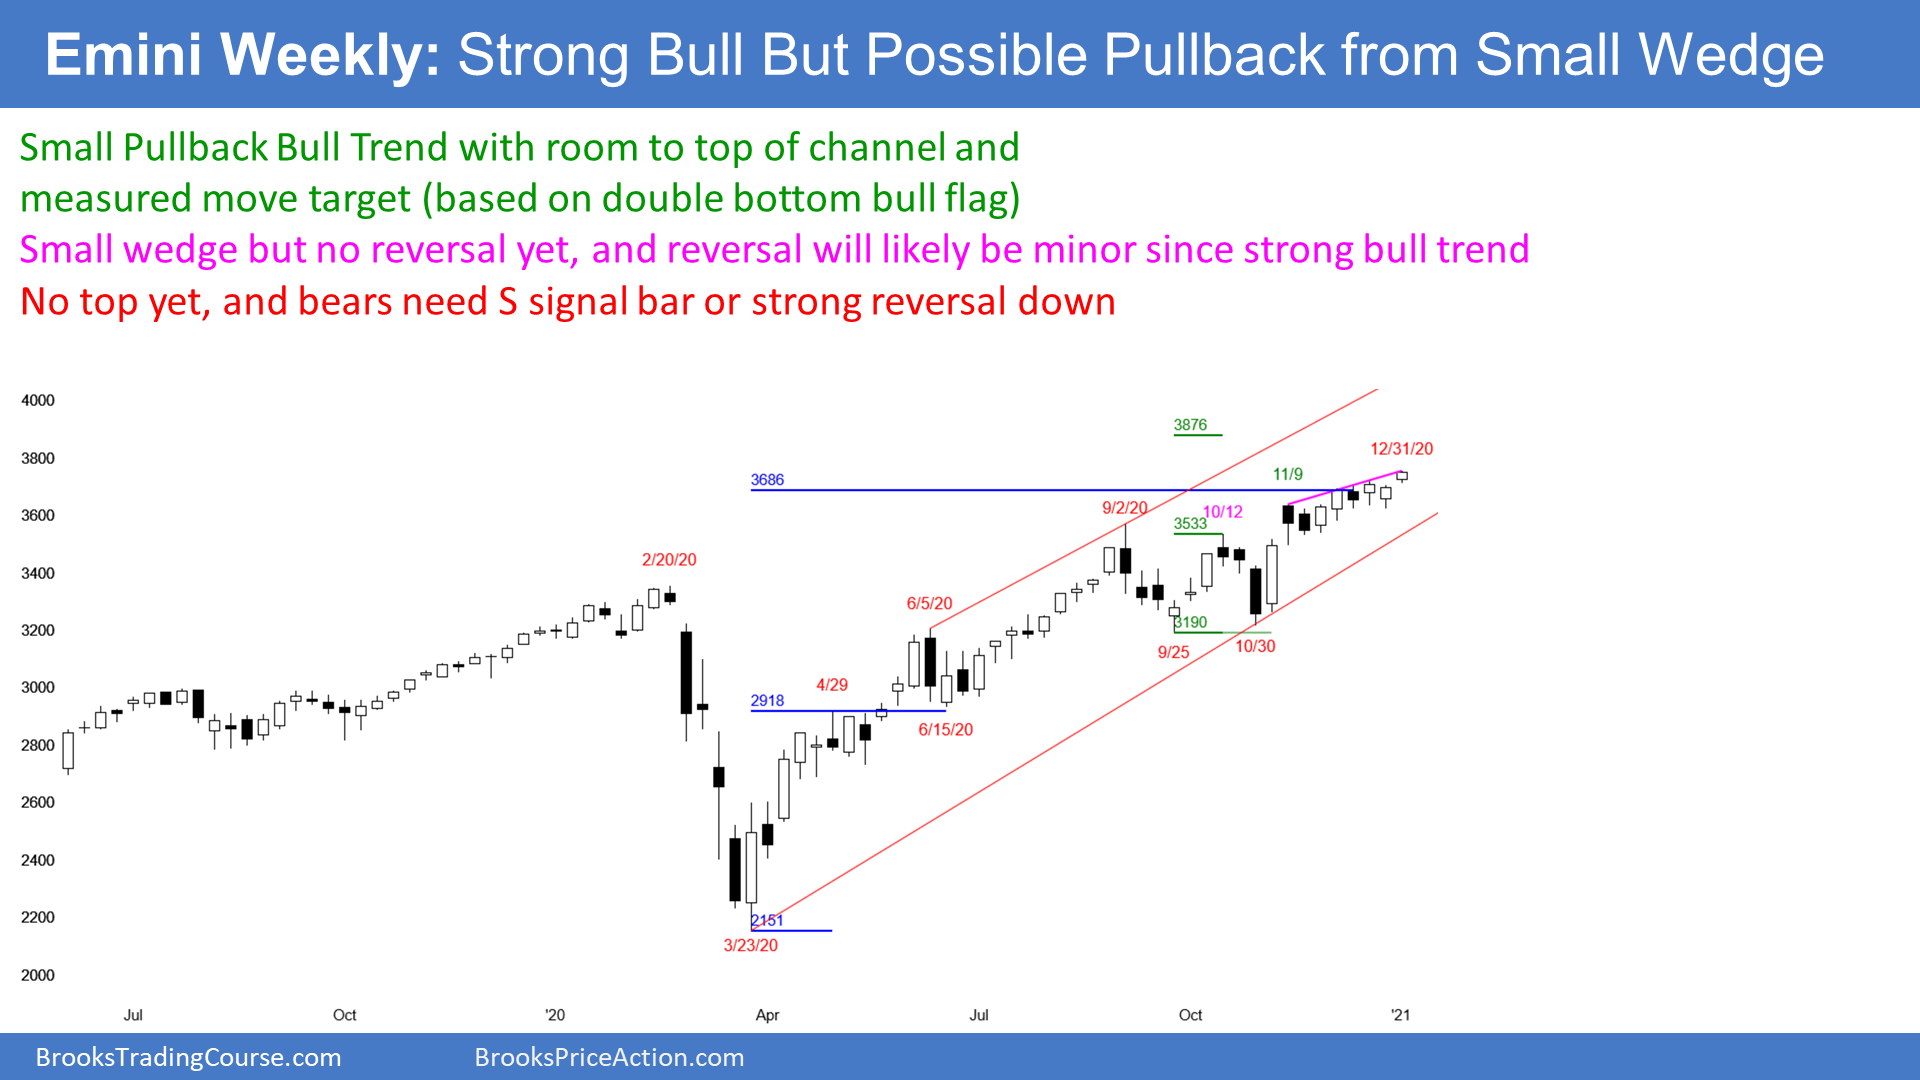 Emini Weekly: Strong Bull But Possible Pullback from Small Wedge
Small Pullback Bull Trend with room to top of channel and
measured move target (based on double bottom bull flag)
Small wedge but no reversal yet, and reversal will likely be minor since strong bull trend
No top yet, and bears need S signal bar or strong reversal down
4000
3800
3600
3400
3200
3000
2800
2600
2400
2200
2000
2/20/20
3686
2918
2151
3/23/20
4/29
6/5/20
6/15/20
9/2/20
3876
3533
10/12
3190
9/25
10/30
11/9
12/31/20
Jul
Oct
'20
Apr
Jul
Oct
'21
BrooksTradingCourse.com
BrooksPriceAction.com